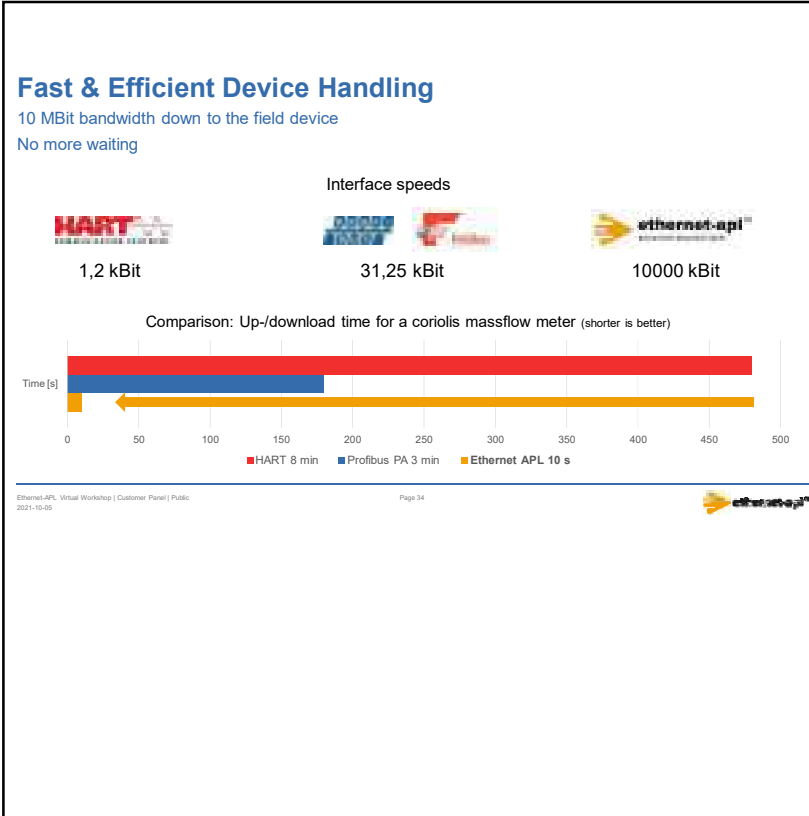 Fast & Efficient Device Handling
10 MBit bandwidth down to the field device
No more waiting
Interface speeds
HART
ethernet-apl
1,2 kBit
31,25 kBit
10000 kBit
Comparison: Up-/download time for a coriolis massflow meter (shorter is better)
Time [s]
0 50 100 150 200 250 300 350 400 450 500
HART 8 min Profibus PA 3 min Ethernet APL 10 s
Ethernet-APL Virtual Workshop | Customer Panel | Public
Page 34
2021-10-05
ethernet-apl